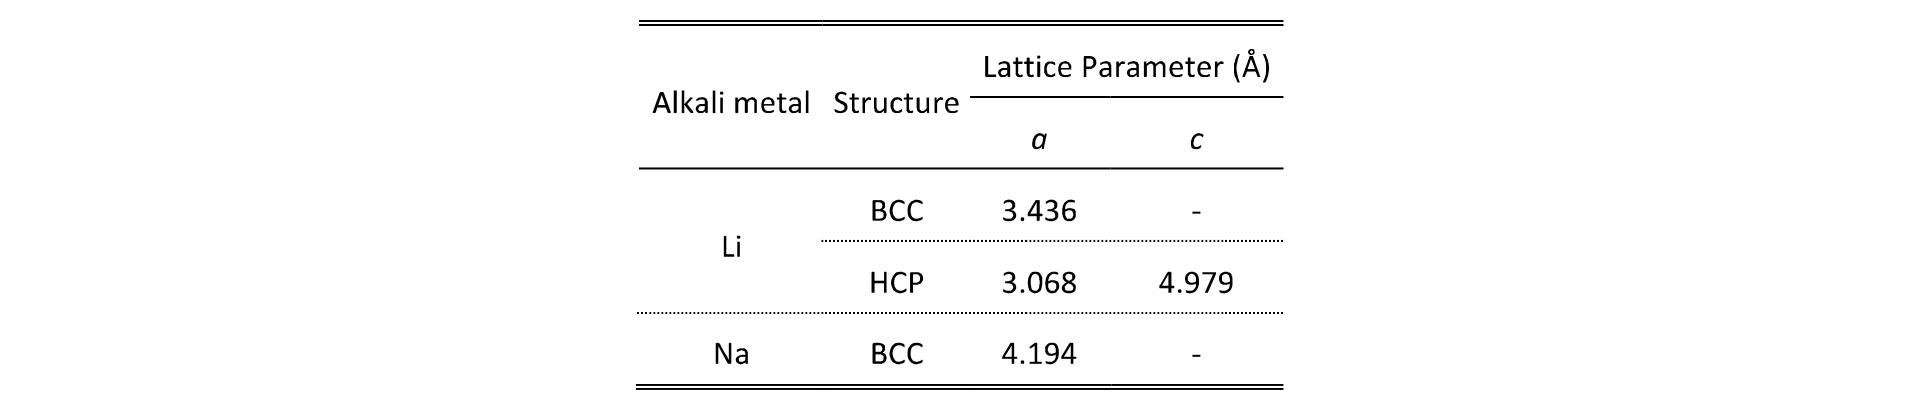 Lattice Parameter (Å)
Alkali metal Structure
a c
BCC 3.436 -
Li
HCP 3.068 4.979
Na BCC 4.194 -